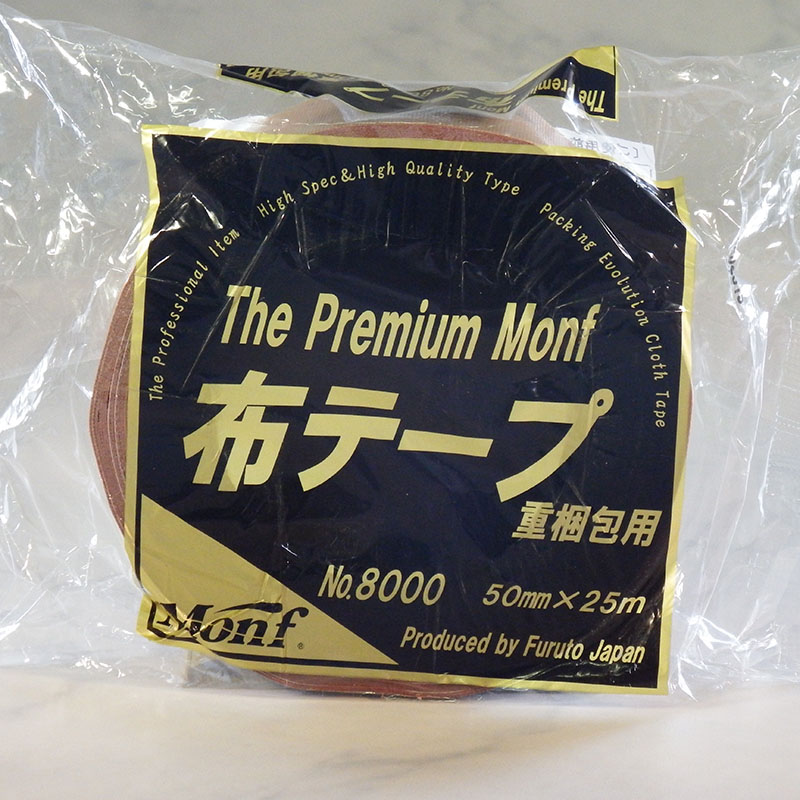 The Professional Item High Spec&High Quality Type Packing Evolution Cloth Tape
The Premium Monf
布テープ
重梱包用
No.8000 50mm×25m
Monf®
Produced by Furuto Japan